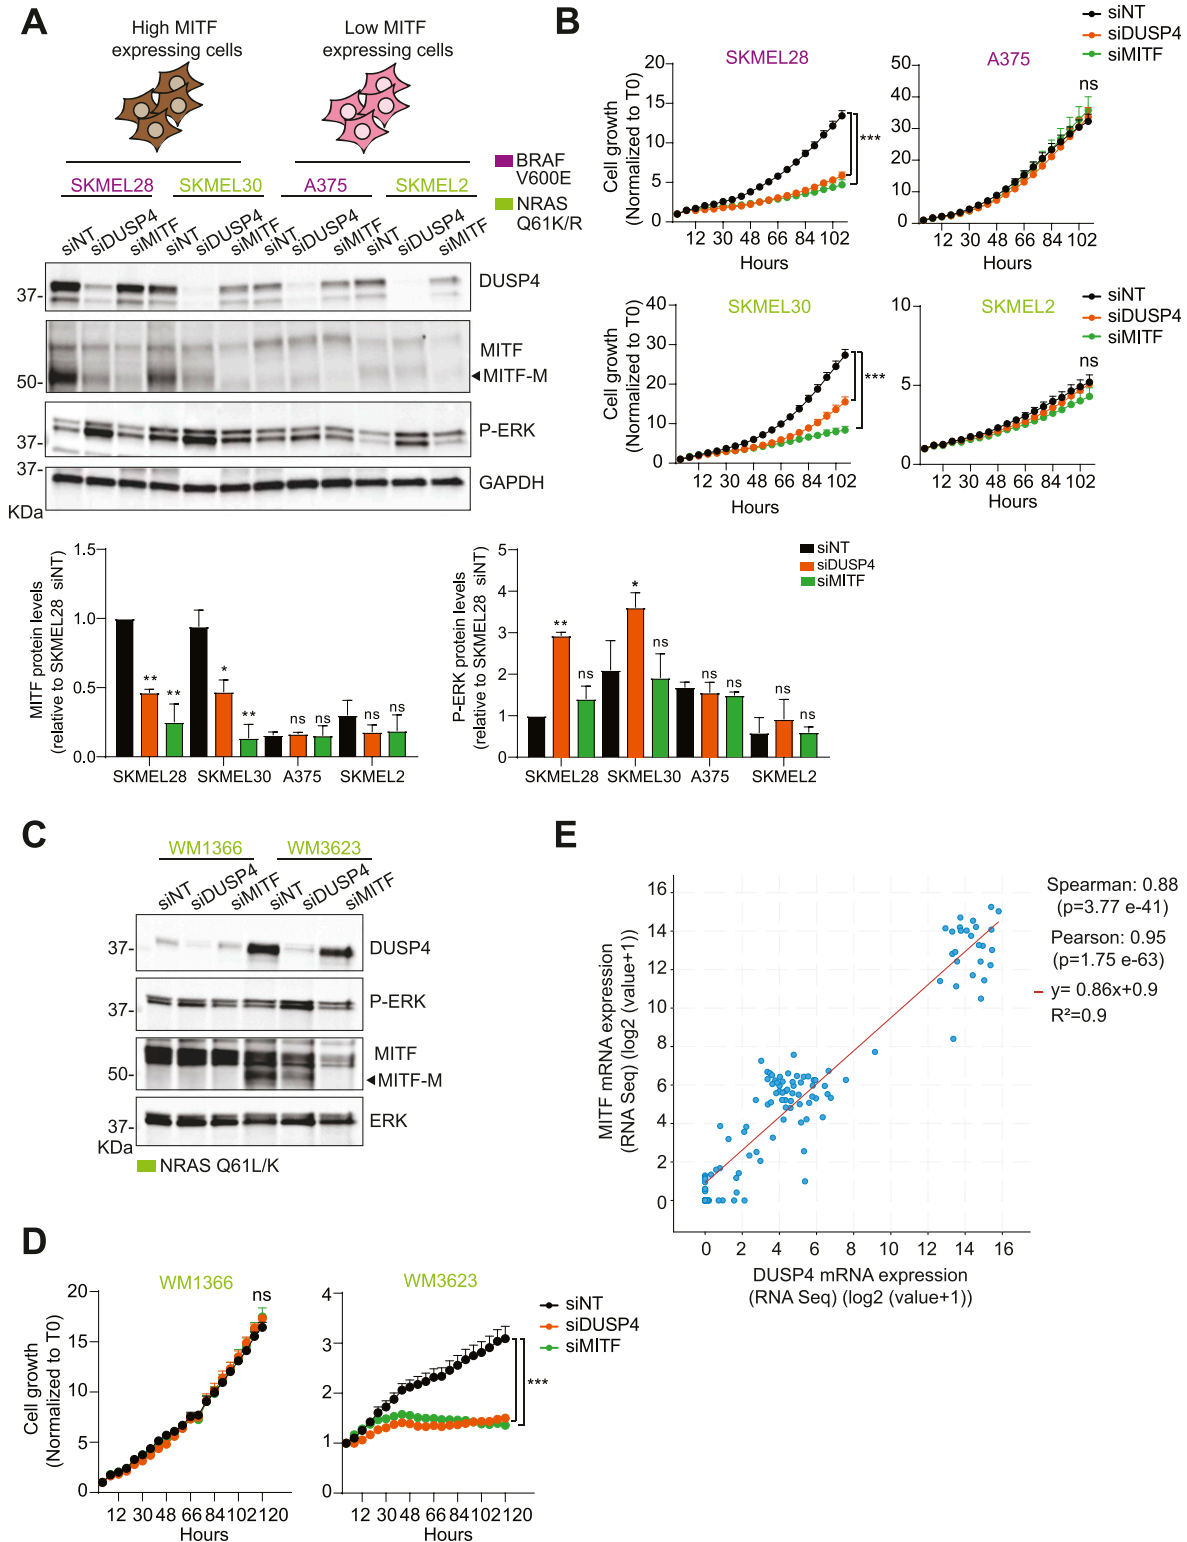 A
High MITF
expressing cells
Low MITF
expressing cells
BRAF
V600E
NRAS
Q61K/R
SKMEL28
SKMEL30
A375
SKMEL2
siNT
siDUSP4
siMITF
siNT
siDUSP4
siMITF
siNT
siDUSP4
siMITF
siNT
siDUSP4
siMITF
37-
DUSP4
MITF
50-
MITF-M
P-ERK
37-
37-
GAPDH
KDa
MITF protein levels
(relative to SKMEL28 siNT)
1.5
1.0
0.5
0.0
**
**
*
**
ns
ns
ns
ns
SKMEL28
SKMEL30
A375
SKMEL2
P-ERK protein levels
(relative to SKMEL28 siNT)
5
4
3
2
1
0
**
ns
*
ns
ns
ns
ns
ns
SKMEL28
SKMEL30
A375
SKMEL2
siNT
siDUSP4
siMITF
B
siNT
siDUSP4
siMITF
SKMEL28
Cell growth
(Normalized to T0)
20
15
10
5
0
***
12 30 48 66 84 102
Hours
A375
50
40
30
20
10
0
ns
12 30 48 66 84 102
Hours
SKMEL30
Cell growth
(Normalized to T0)
40
30
20
10
0
***
12 30 48 66 84 102
Hours
SKMEL2
10
5
0
ns
12 30 48 66 84 102
Hours
siNT
siDUSP4
siMITF
C
WM1366
WM3623
siNT
siDUSP4
siMITF
siNT
siDUSP4
siMITF
37-
DUSP4
37-
P-ERK
MITF
50-
MITF-M
37-
ERK
KDa
NRAS Q61L/K
D
WM1366
Cell growth
(Normalized to T0)
20
15
10
5
0
ns
12 30 48 66 84 102 120
Hours
WM3623
4
3
2
1
0
***
12 30 48 66 84 102 120
Hours
siNT
siDUSP4
siMITF
E
MITF mRNA expression
(RNA Seq) (log2 (value+1))
16
14
12
10
8
6
4
2
0
0 2 4 6 8 10 12 14 16
DUSP4 mRNA expression
(RNA Seq) (log2 (value+1))
Spearman: 0.88
(p=3.77 e-41)
Pearson: 0.95
(p=1.75 e-63)
y= 0.86x+0.9
R²=0.9